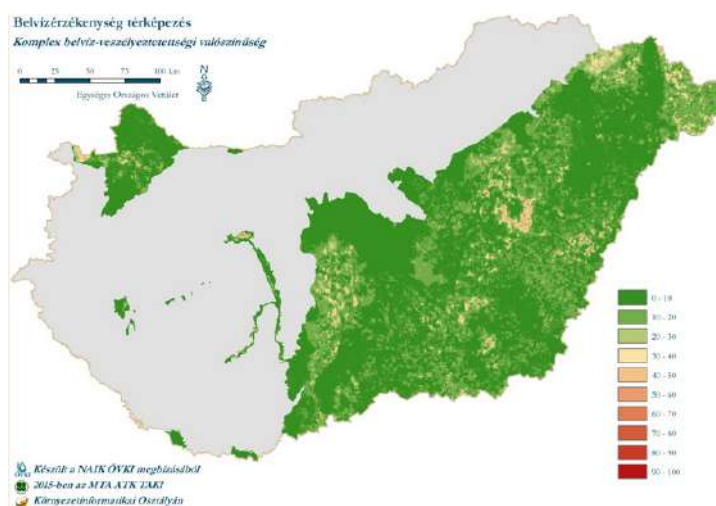 Belvízérzékenység térképezés
Komplex belvíz-veszélyeztetettségi valószínűség
0 25 50 75 100 km
N
Egységes Országos Vetület
0 - 10
10 - 20
20 - 30
30 - 40
40 - 50
50 - 60
60 - 70
70 - 80
80 - 90
90 - 100
ÖVKI Készült a NAIK ÖVKI megbízásából
2015-ben az MTA ATK TAKI
Környezetinformatikai Osztályán